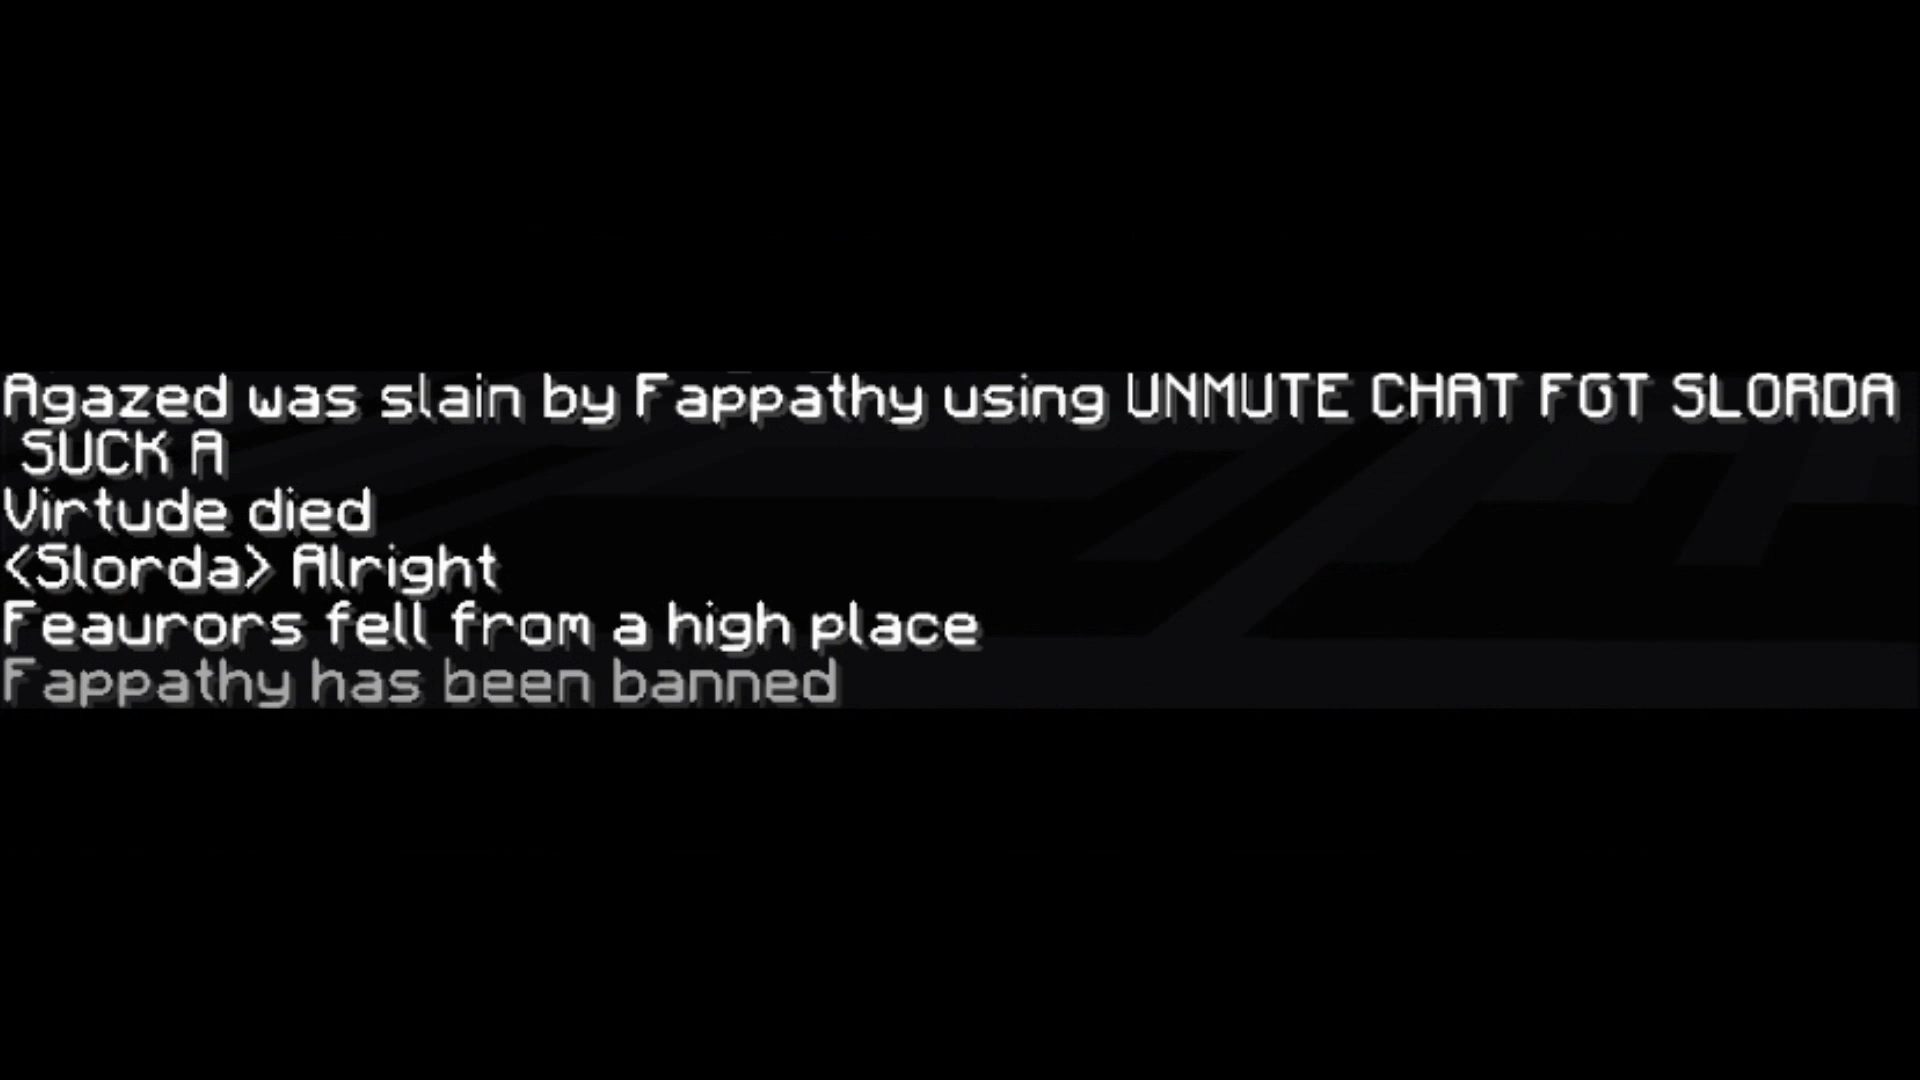 Agazed was slain by Fappathy using UNMUTE CHAT FGT SLORDA
SUCK A
Virtude died
<Slorda> Alright
Feaurors fell from a high place
Fappathy has been banned